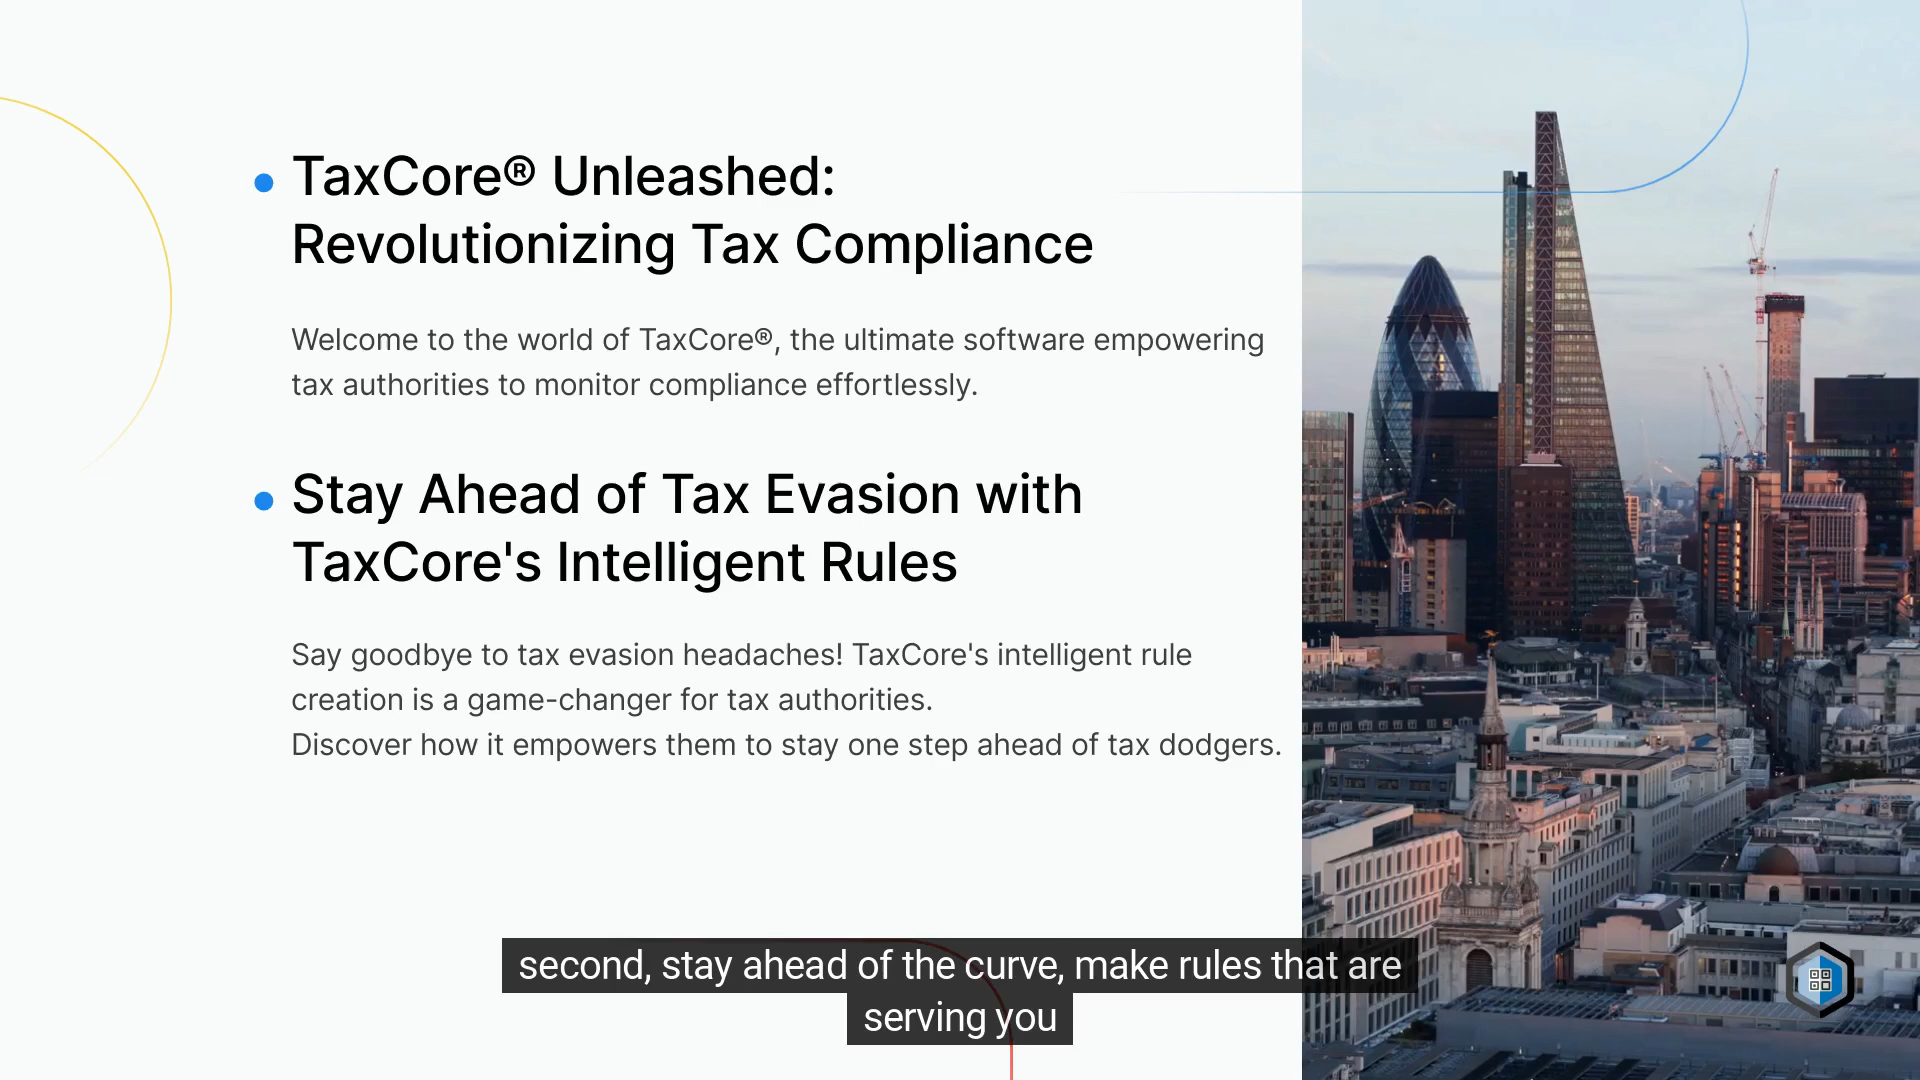 TaxCore® Unleashed:
Revolutionizing Tax Compliance
Welcome to the world of TaxCore®, the ultimate software empowering
tax authorities to monitor compliance effortlessly.
Stay Ahead of Tax Evasion with
TaxCore's Intelligent Rules
Say goodbye to tax evasion headaches! TaxCore's intelligent rule
creation is a game-changer for tax authorities.
Discover how it empowers them to stay one step ahead of tax dodgers.
second, stay ahead of the curve, make rules that are
serving you